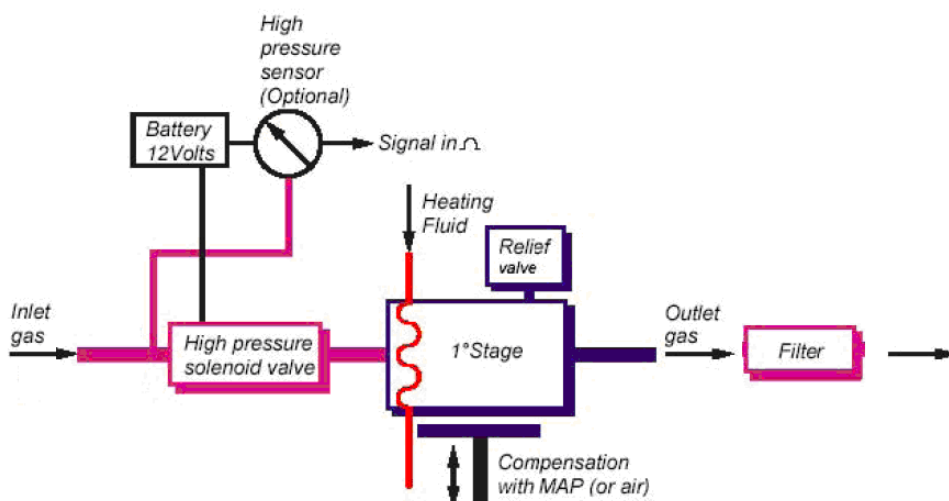 High
pressure
sensor
(Optional)
Battery
12Volts
Signal in
Heating
Fluid
Relief
valve
Inlet
gas
High pressure
solenoid valve
1°Stage
Outlet
gas
Filter
Compensation
with MAP (or air)